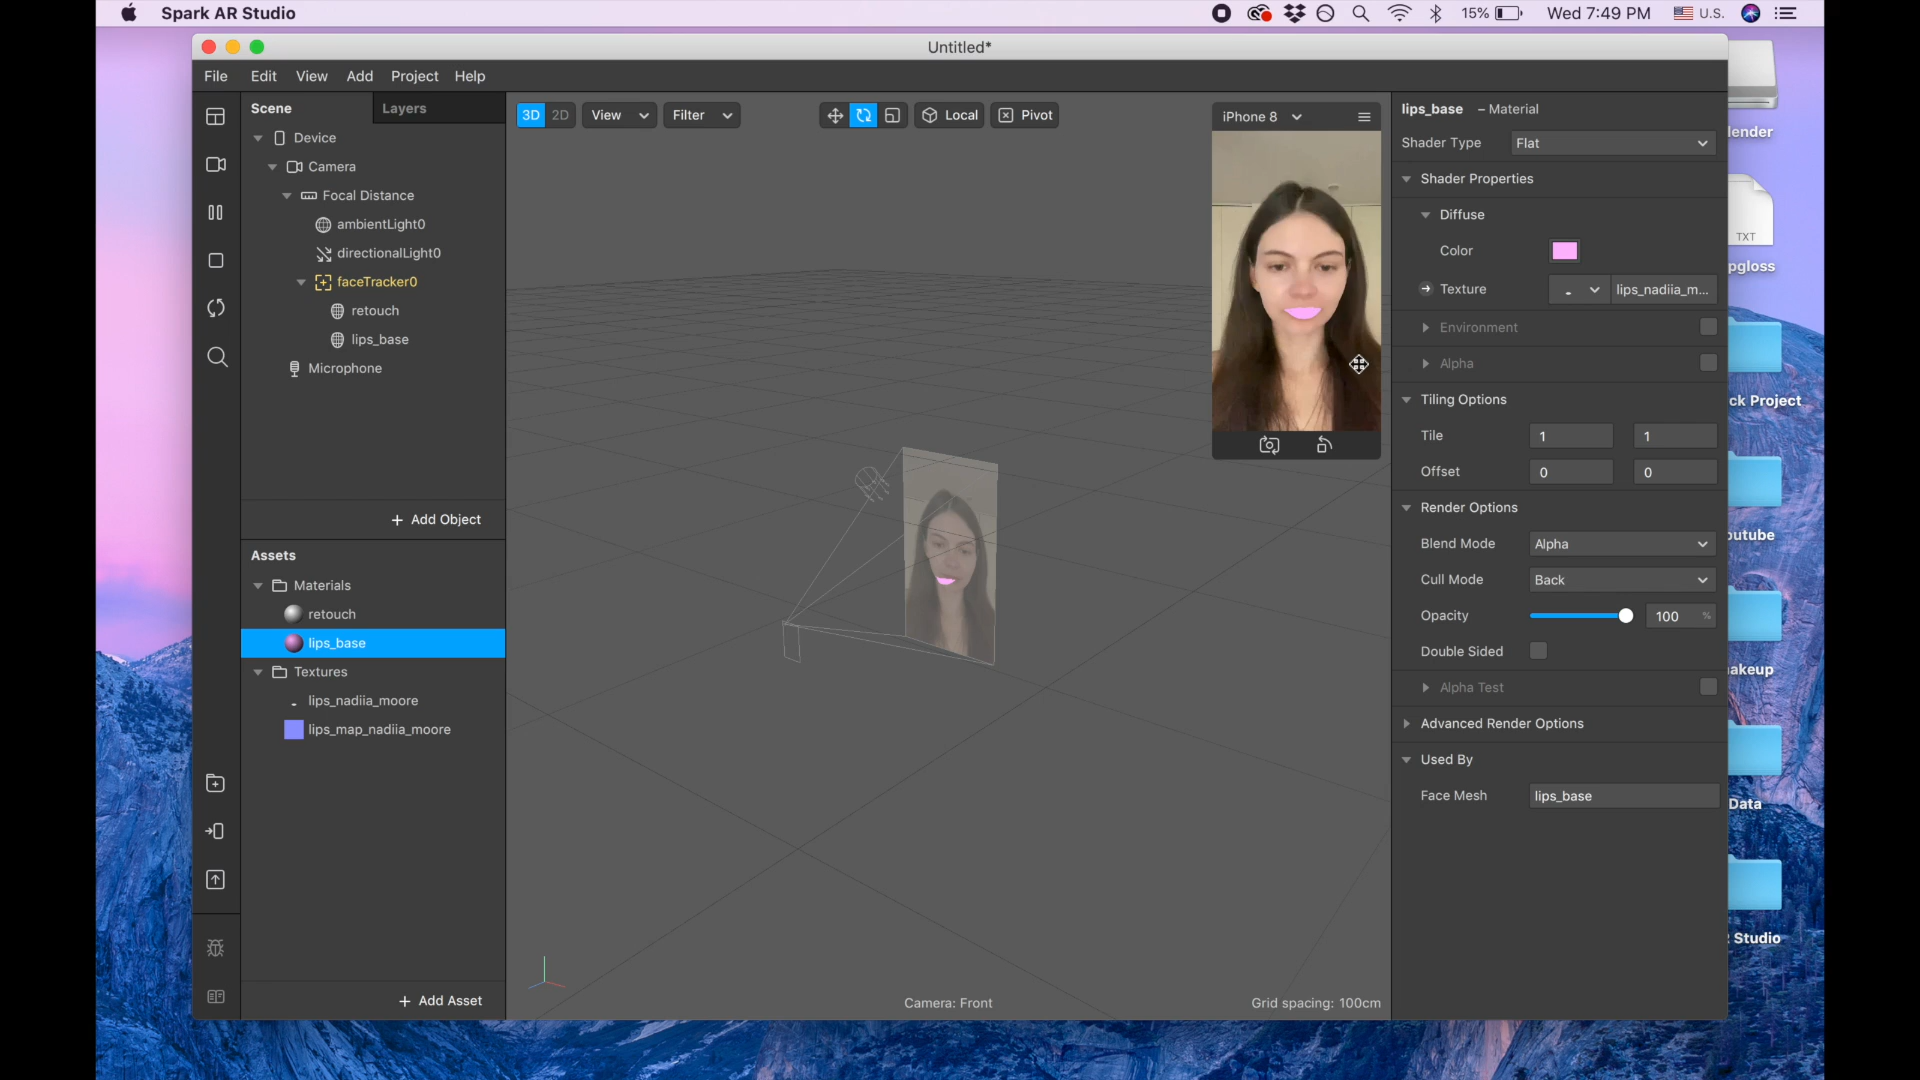 Spark AR Studio
15%
Wed 7:49 PM
U.S.
Untitled*
File Edit View Add Project Help
Scene Layers
Device
Camera
Focal Distance
ambientLight0
directionalLight0
faceTracker0
retouch
lips_base
Microphone
+ Add Object
Assets
Materials
retouch
lips_base
Textures
lips_nadiia_moore
lips_map_nadiia_moore
+ Add Asset
3D 2D View Filter Local Pivot
iPhone 8
Camera: Front
Grid spacing: 100cm
lips_base – Material
Shader Type Flat
Shader Properties
Diffuse
Color
Texture lips_nadiia_m...
Environment
Alpha
Tiling Options
Tile 1 1
Offset 0 0
Render Options
Blend Mode Alpha
Cull Mode Back
Opacity 100 %
Double Sided
Alpha Test
Advanced Render Options
Used By
Face Mesh lips_base
lender
TXT
pgloss
ck Project
outube
akeup
Data
Studio